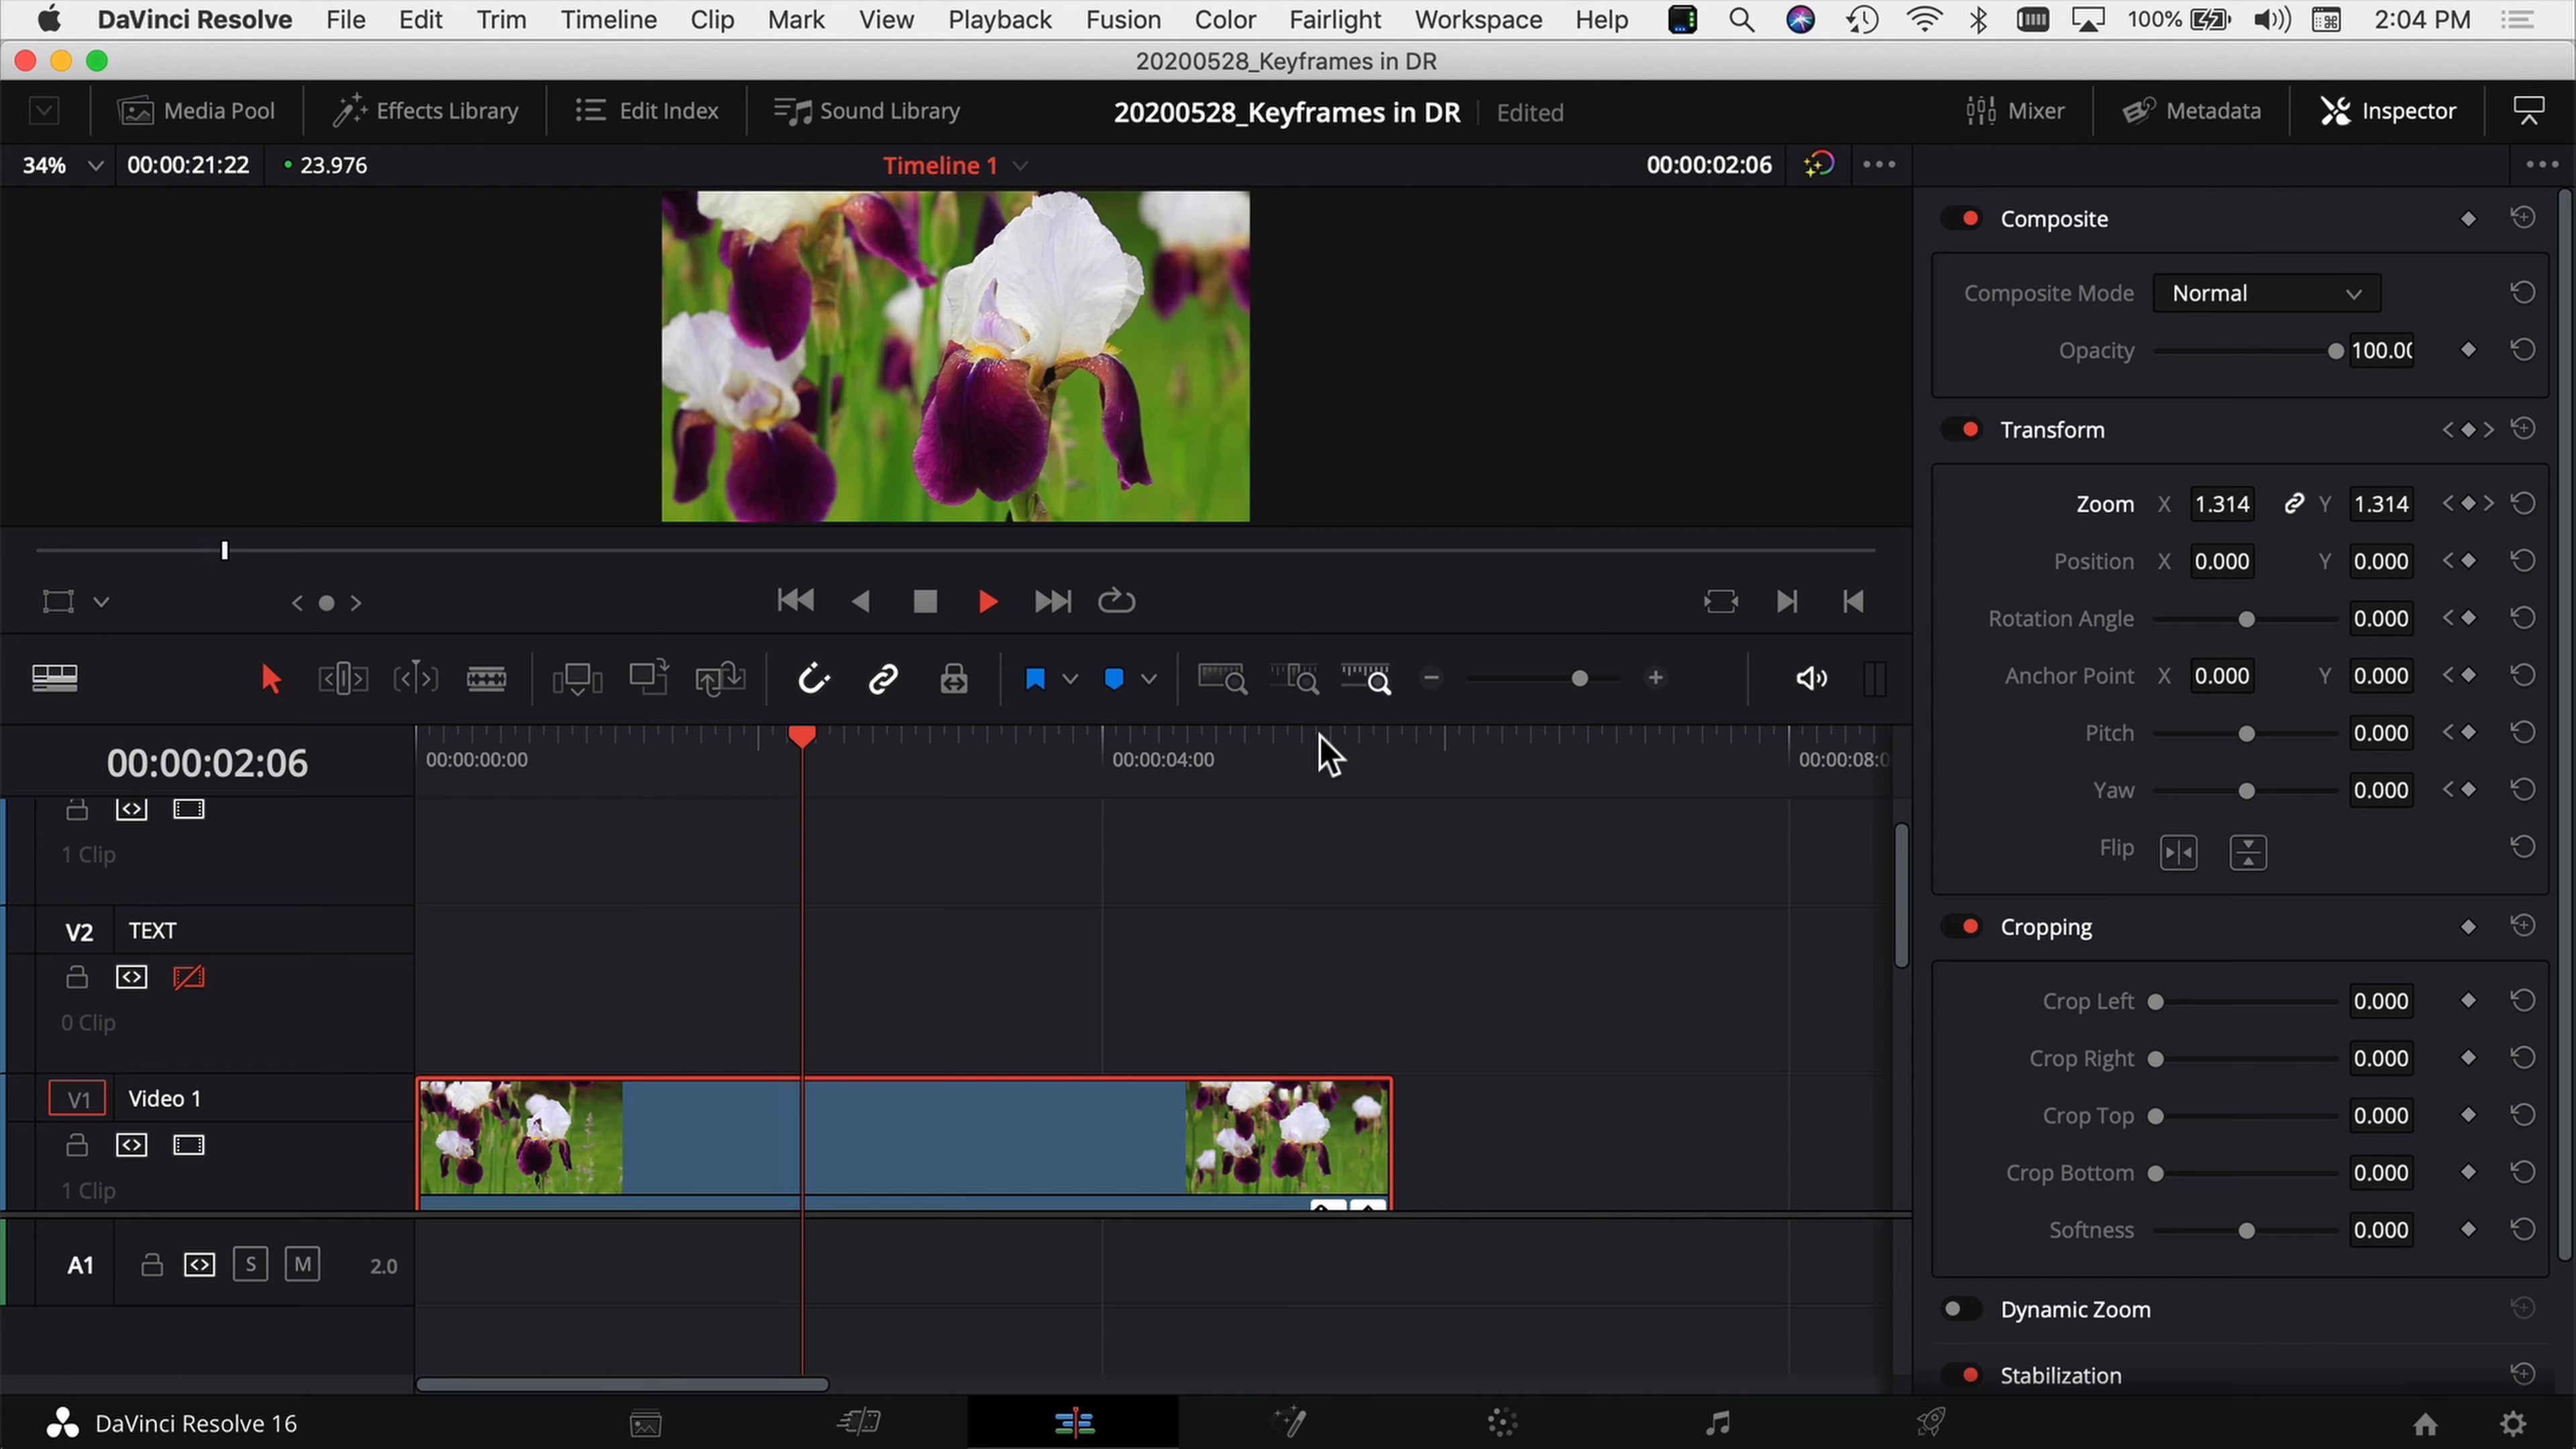 DaVinci Resolve File Edit Trim Timeline Clip Mark View Playback Fusion Color Fairlight Workspace Help 100% 2:04 PM
20200528_Keyframes in DR
Media Pool Effects Library Edit Index Sound Library 20200528_Keyframes in DR Edited Mixer Metadata Inspector
34% 00:00:21:22 23.976 Timeline 1 00:00:02:06
Composite
Composite Mode Normal
Opacity 100.00
Transform
Zoom X 1.314 Y 1.314
Position X 0.000 Y 0.000
Rotation Angle 0.000
Anchor Point X 0.000 Y 0.000
Pitch 0.000
Yaw 0.000
Flip
Cropping
Crop Left 0.000
Crop Right 0.000
Crop Top 0.000
Crop Bottom 0.000
Softness 0.000
Dynamic Zoom
Stabilization
00:00:02:06 00:00:00:00 00:00:04:00 00:00:08:0
1 Clip
V2 TEXT
0 Clip
V1 Video 1
1 Clip
A1 S M 2.0
DaVinci Resolve 16